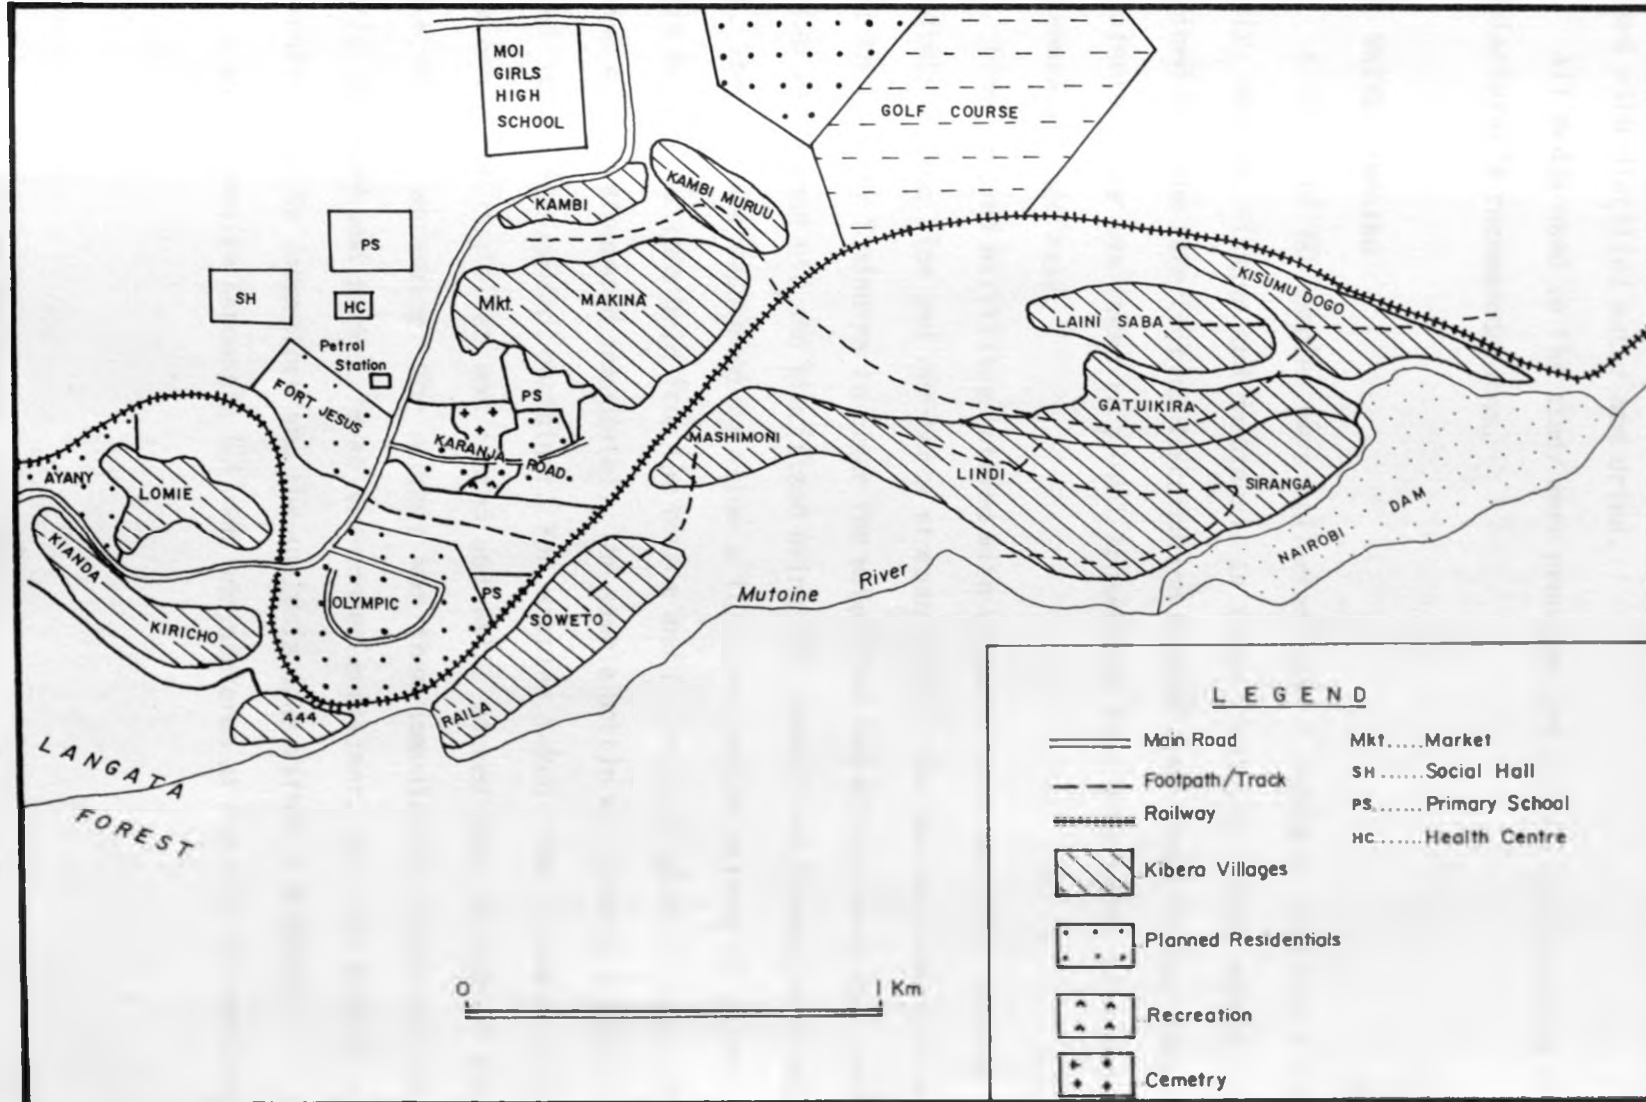 MOI
GIRLS
HIGH
SCHOOL
GOLF COURSE
KAMBI
KAMBI MURUU
PS
SH
HC
Mkt.
MAKINA
KISUMU DOGO
LAINI SABA
Petrol
Station
FORT JESUS
PS
KARANJA
ROAD
GATUIKIRA
MASHIMONI
LINDI
SIRANGA
AYANY
LOMIE
KIANDA
KIRICHO
OLYMPIC
PS
SOWETO
RAILA
444
Mutoine River
NAIROBI DAM
LANGATA
FOREST
0 1 Km
LEGEND
Main Road
Footpath/Track
Railway
Kibera Villages
Planned Residentials
Recreation
Cemetry
Mkt.....Market
SH......Social Hall
PS.......Primary School
HC......Health Centre